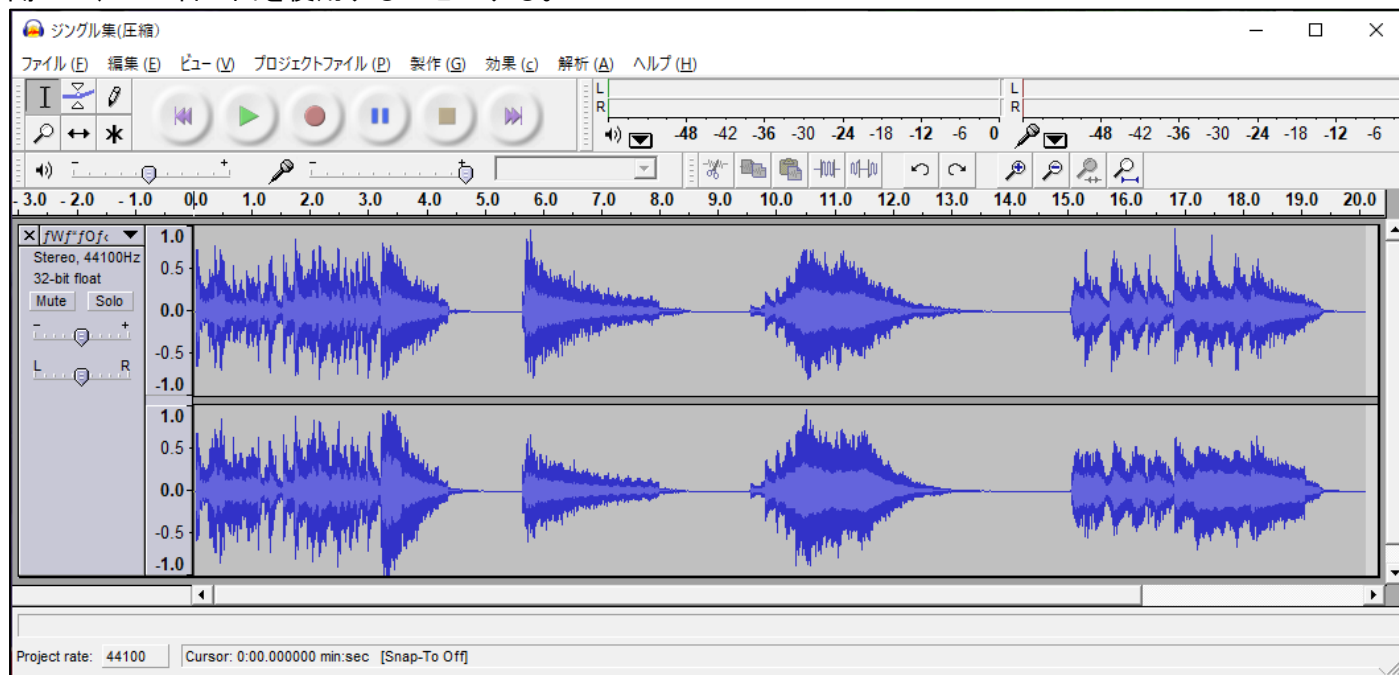 ジングル集(圧縮)
ファイル (F) 編集 (E) ビュー (V) プロジェクトファイル (P) 製作 (G) 効果 (c) 解析 (A) ヘルプ (H)
L
R
-48 -42 -36 -30 -24 -18 -12 -6 0
L
R
-48 -42 -36 -30 -24 -18 -12 -6
- 3.0 - 2.0 - 1.0 0.0 1.0 2.0 3.0 4.0 5.0 6.0 7.0 8.0 9.0 10.0 11.0 12.0 13.0 14.0 15.0 16.0 17.0 18.0 19.0 20.0
ƒWƒ“ƒOƒ‹
Stereo, 44100Hz
32-bit float
Mute Solo
- +
L R
1.0
0.5
0.0
-0.5
-1.0
1.0
0.5
0.0
-0.5
-1.0
Project rate: 44100 Cursor: 0:00.000000 min:sec [Snap-To Off]